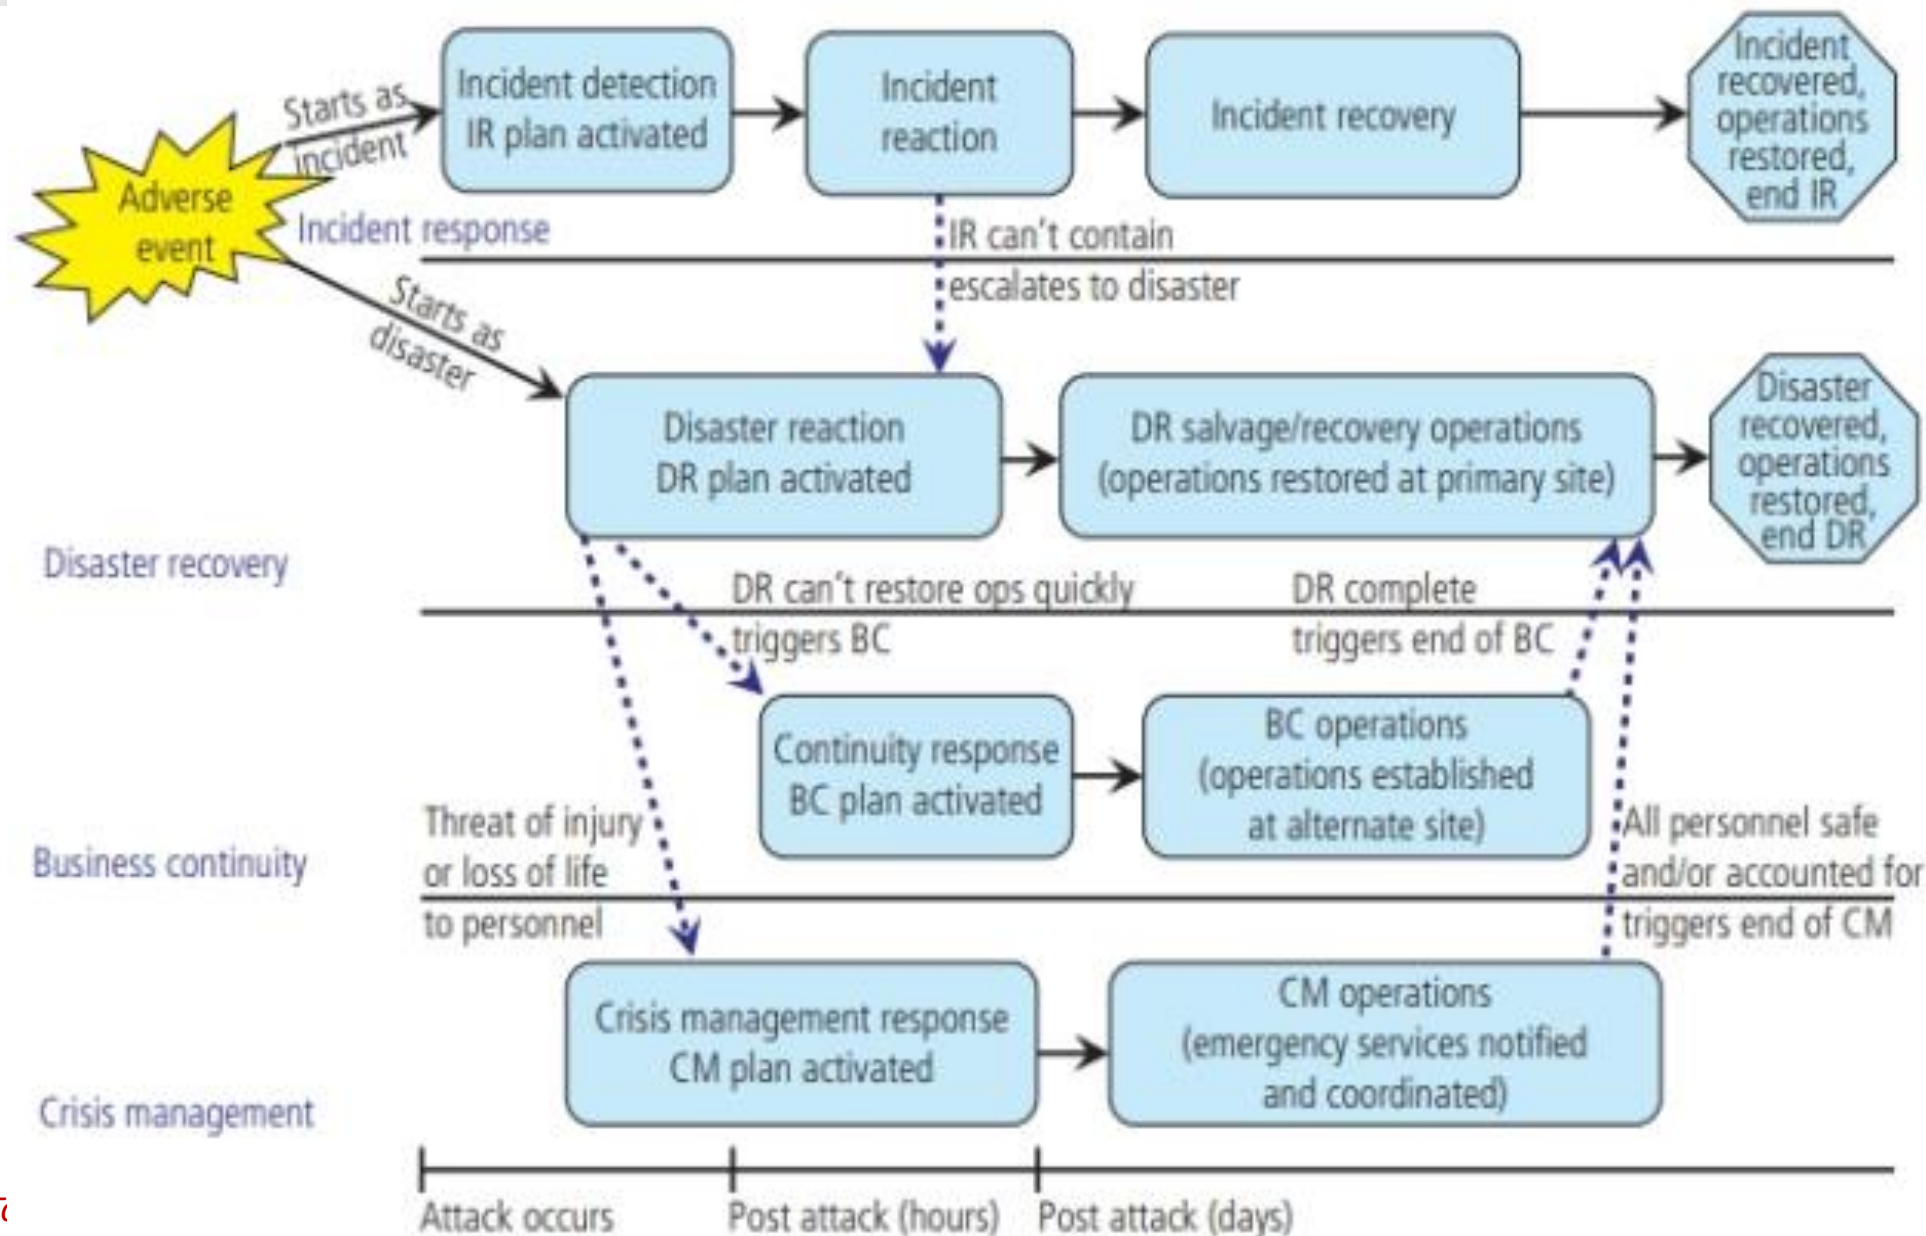 Starts as
incident
Incident detection
IR plan activated
Incident
reaction
Incident recovery
Incident
recovered,
operations
restored,
end IR
Adverse
event
Incident response
IR can't contain
escalates to disaster
Starts as
disaster
Disaster reaction
DR plan activated
DR salvage/recovery operations
(operations restored at primary site)
Disaster
recovered,
operations
restored,
end DR
Disaster recovery
DR can't restore ops quickly
triggers BC
DR complete
triggers end of BC
Continuity response
BC plan activated
BC operations
(operations established
at alternate site)
Business continuity
Threat of injury
or loss of life
to personnel
All personnel safe
and/or accounted for
triggers end of CM
Crisis management response
CM plan activated
CM operations
(emergency services notified
and coordinated)
Crisis management
Attack occurs
Post attack (hours)
Post attack (days)